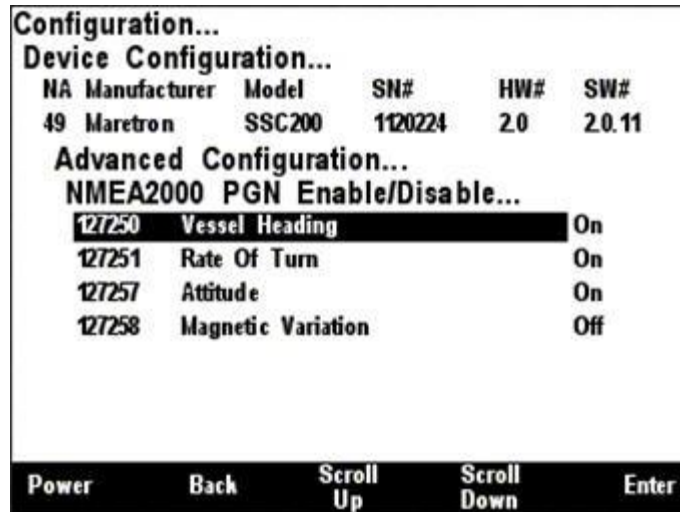 Configuration...
Device Configuration...
NA Manufacturer Model SN# HW# SW#
49 Maretron SSC200 1120224 2.0 2.0.11
Advanced Configuration...
NMEA2000 PGN Enable/Disable...
127250 Vessel Heading On
127251 Rate Of Turn On
127257 Attitude On
127258 Magnetic Variation Off
Power Back Scroll Up Scroll Down Enter